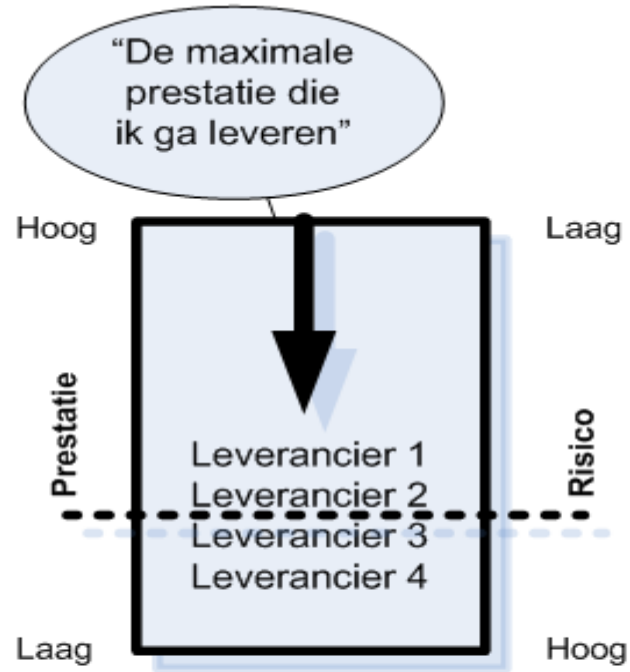 “De maximale
prestatie die
ik ga leveren”
Hoog
Laag
Prestatie
Risico
Leverancier 1
Leverancier 2
Leverancier 3
Leverancier 4
Laag
Hoog